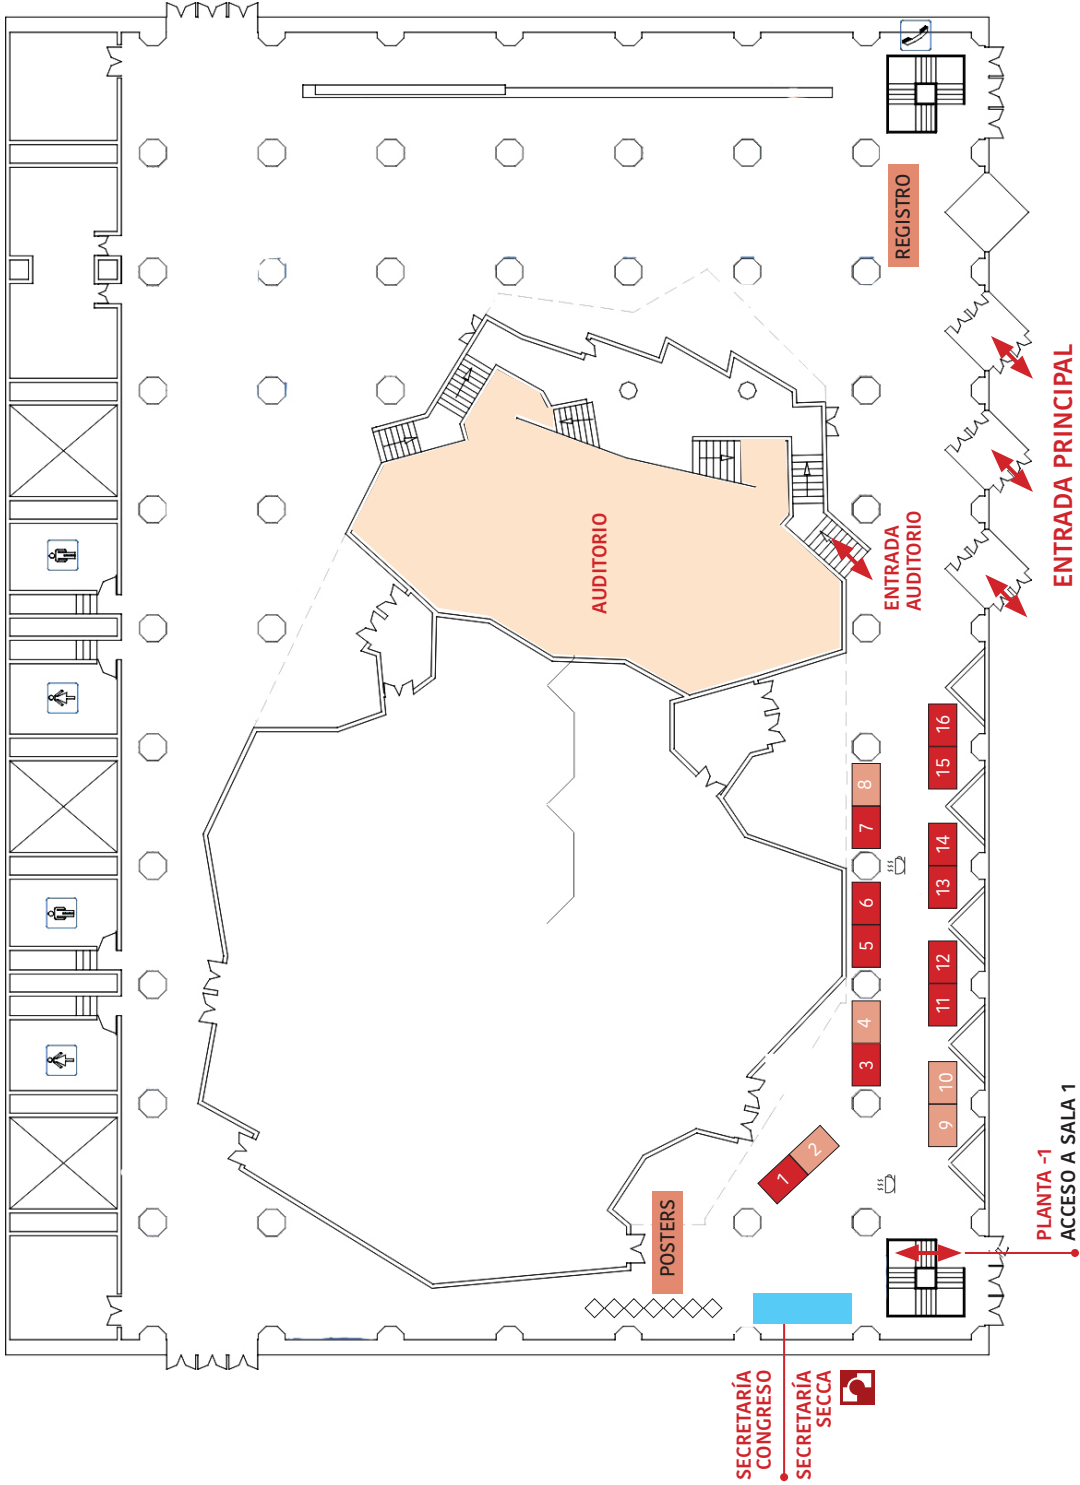 REGISTRO
ENTRADA PRINCIPAL
AUDITORIO
ENTRADA
AUDITORIO
16
15
14
13
12
11
10
9
8
7
6
5
4
3
2
1
POSTERS
PLANTA -1
ACCESO A SALA 1
SECRETARÍA
CONGRESO
SECRETARÍA
SECCA